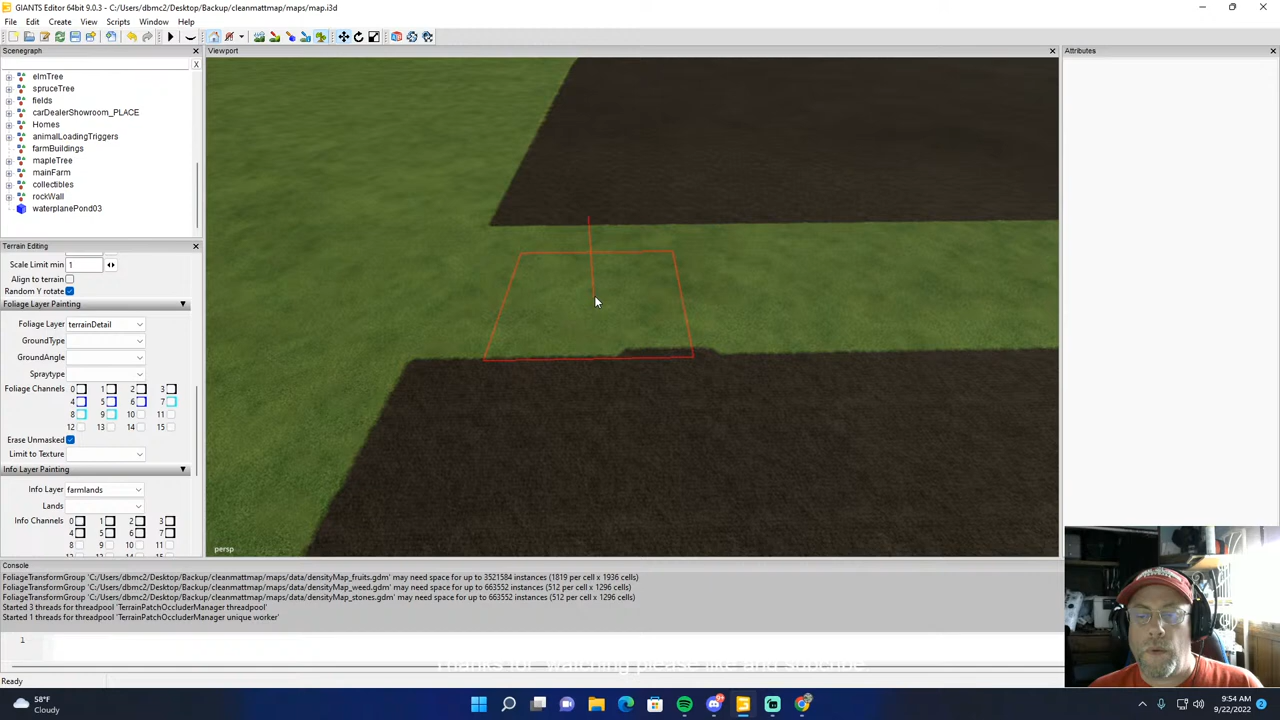 GIANTS Editor 64bit 9.0.3 - C:/Users/dbmc2/Desktop/Backup/cleanmattmap/maps/map.i3d
File Edit Create View Scripts Window Help
Scenegraph
X
elmTree
spruceTree
fields
carDealerShowroom_PLACE
Homes
animalLoadingTriggers
farmBuildings
mapleTree
mainFarm
collectibles
rockWall
waterplanePond03
Terrain Editing
Scale Limit min 1
Align to terrain
Random Y rotate
Foliage Layer Painting
Foliage Layer terrainDetail
GroundType
GroundAngle
Spraytype
Foliage Channels 0 1 2 3
4 5 6 7
8 9 10 11
12 13 14 15
Erase Unmasked
Limit to Texture
Info Layer Painting
Info Layer farmlands
Lands
Info Channels 0 1 2 3
4 5 6 7
8 9 10 11
Viewport
persp
Attributes
Console
FoliageTransformGroup 'C:/Users/dbmc2/Desktop/Backup/cleanmattmap/maps/data/densityMap_fruits.gdm' may need space for up to 3521584 instances (1819 per cell x 1936 cells)
FoliageTransformGroup 'C:/Users/dbmc2/Desktop/Backup/cleanmattmap/maps/data/densityMap_weed.gdm' may need space for up to 663552 instances (512 per cell x 1296 cells)
FoliageTransformGroup 'C:/Users/dbmc2/Desktop/Backup/cleanmattmap/maps/data/densityMap_stones.gdm' may need space for up to 663552 instances (512 per cell x 1296 cells)
Started 3 threads for threadpool 'TerrainPatchOccluderManager threadpool'
Started 1 threads for threadpool 'TerrainPatchOccluderManager unique worker'
1
Thanks for watching please like and
Ready
58°F
Cloudy
9:54 AM
9/22/2022